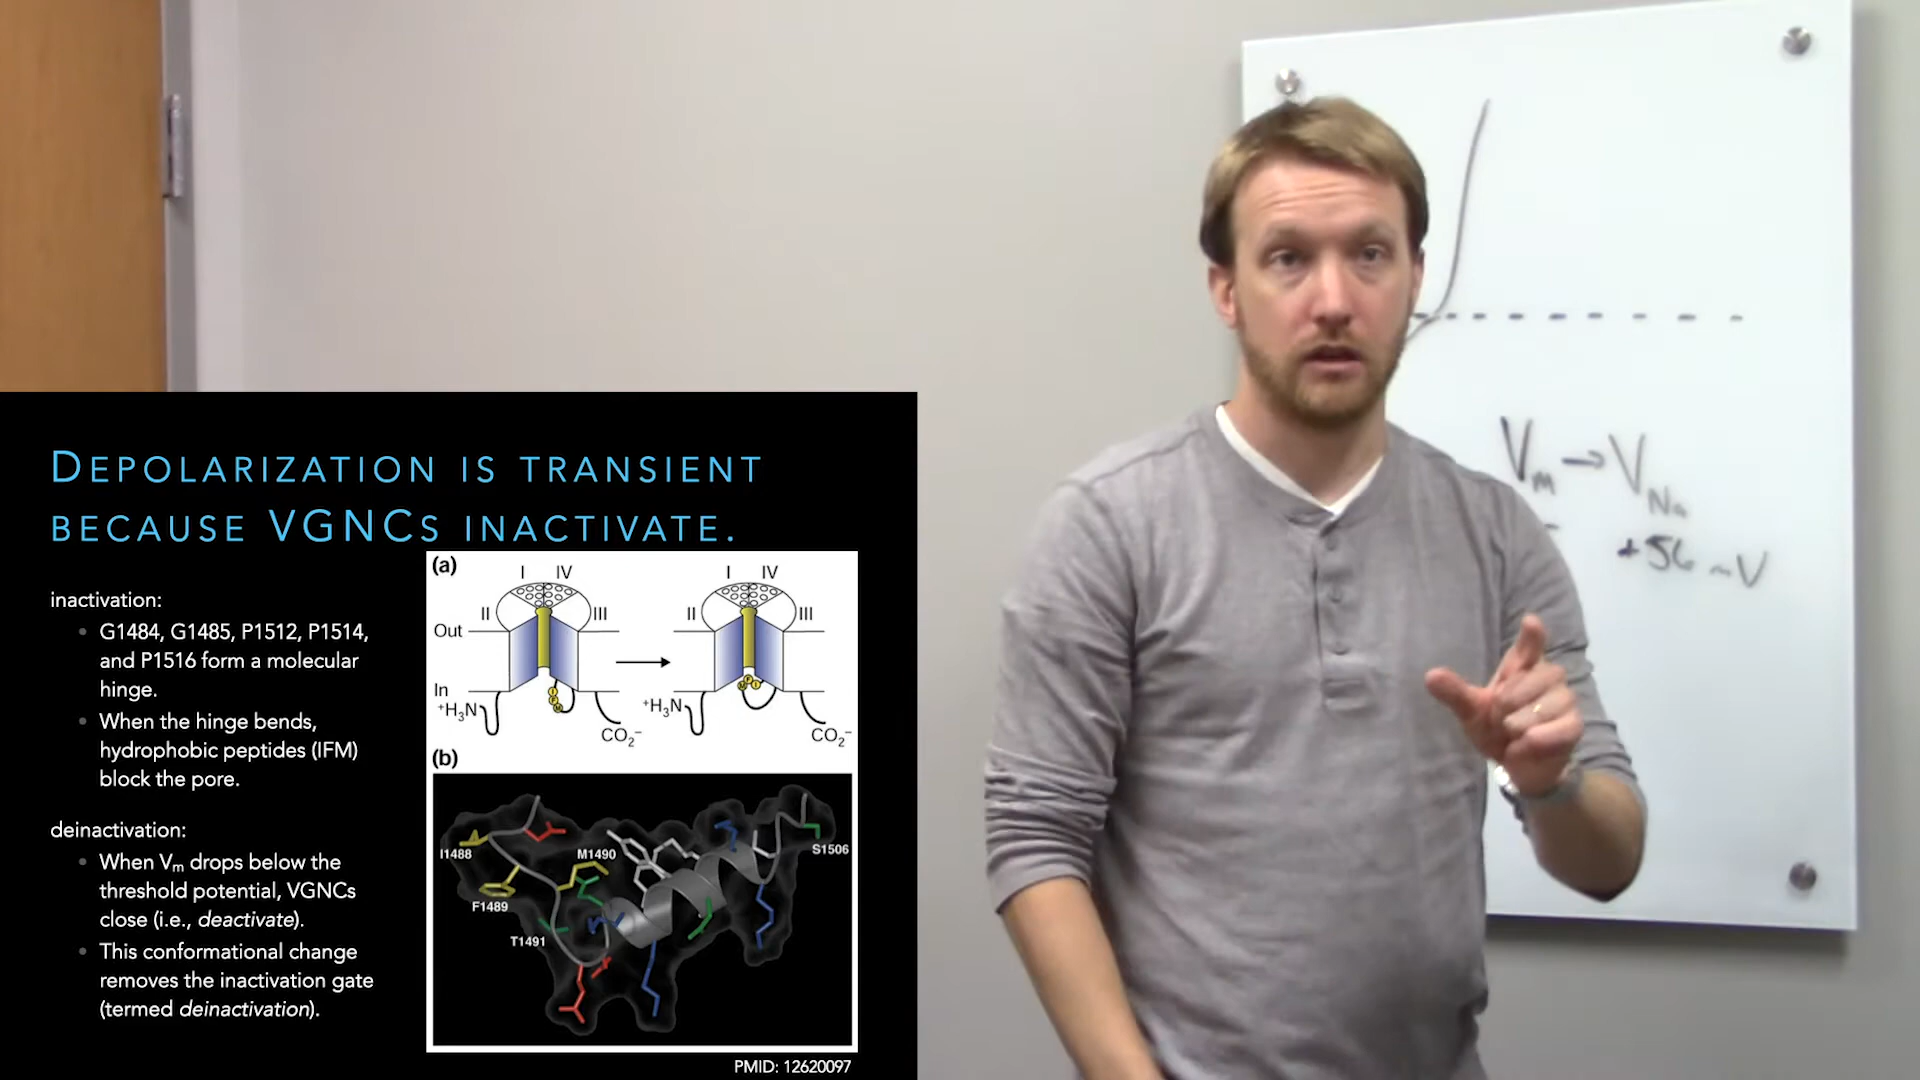 DEPOLARIZATION IS TRANSIENT
BECAUSE VGNCS INACTIVATE.
inactivation:
• G1484, G1485, P1512, P1514,
and P1516 form a molecular
hinge.
• When the hinge bends,
hydrophobic peptides (IFM)
block the pore.
deinactivation:
• When Vm drops below the
threshold potential, VGNCs
close (i.e., deactivate).
• This conformational change
removes the inactivation gate
(termed deinactivation).
(a)
I IV I IV
II III II III
Out
In
I F M M F I
⁺H₃N ⁺H₃N
CO₂⁻ CO₂⁻
(b)
I1488
M1490
S1506
F1489
T1491
PMID: 12620097
Vm → VNa
+56 mV